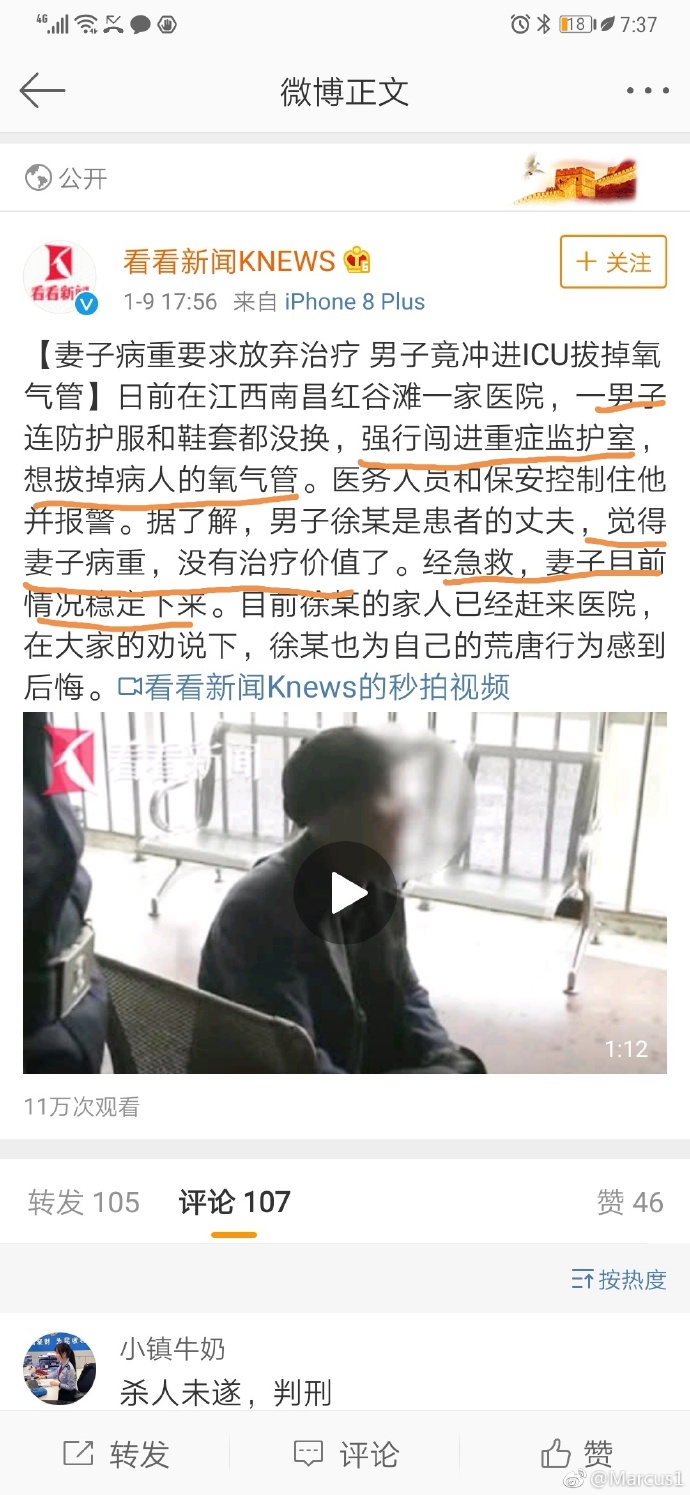 4G
18
7:37
微博正文
公开
看看新闻KNEWS
+ 关注
看看新闻
1-9 17:56 来自 iPhone 8 Plus
【妻子病重要求放弃治疗 男子竟冲进ICU拔掉氧
气管】日前在江西南昌红谷滩一家医院，一男子
连防护服和鞋套都没换，强行闯进重症监护室，
想拔掉病人的氧气管。医务人员和保安控制住他
并报警。据了解，男子徐某是患者的丈夫，觉得
妻子病重，没有治疗价值了。经急救，妻子目前
情况稳定下来。目前徐某的家人已经赶来医院，
在大家的劝说下，徐某也为自己的荒唐行为感到
后悔。看看新闻Knews的秒拍视频
看看新闻
1:12
11万次观看
转发 105
评论 107
赞 46
按热度
小镇牛奶
杀人未遂，判刑
转发
评论
赞
@Marcus1